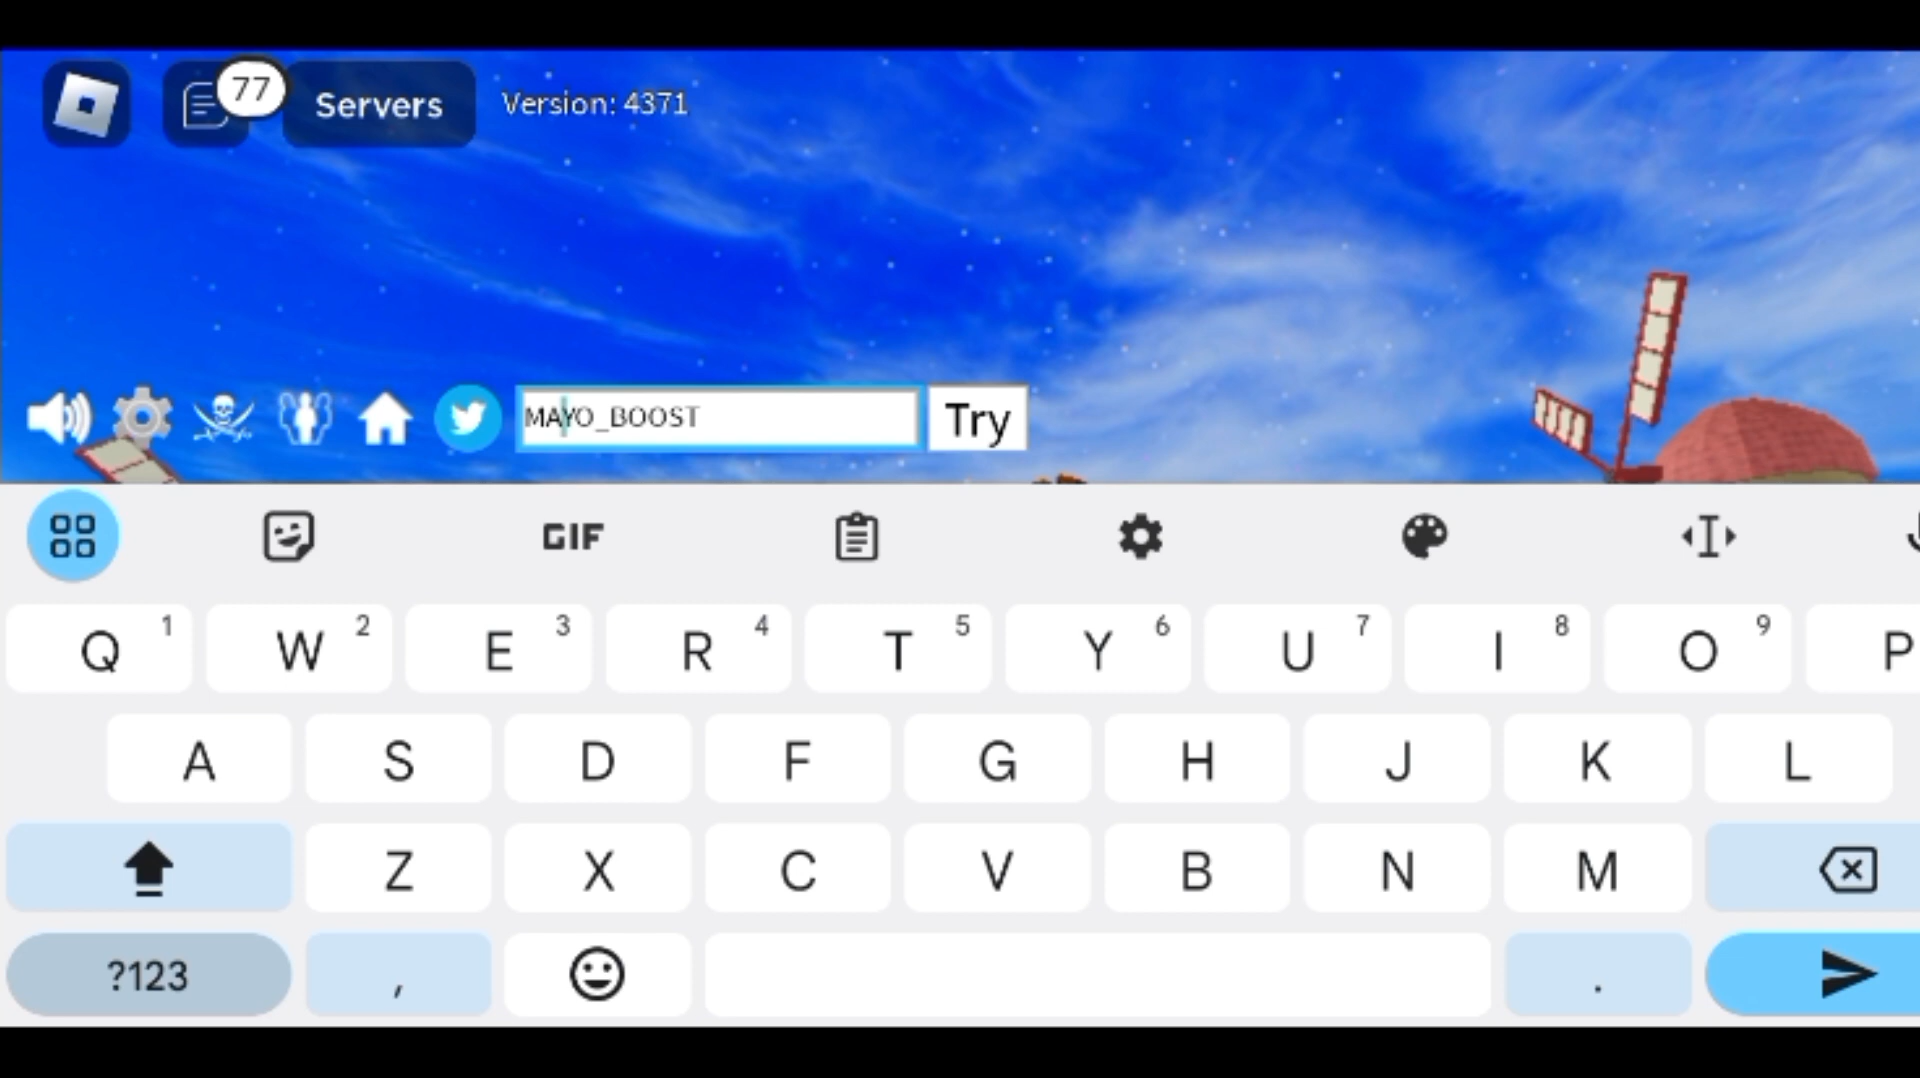 77
Servers
Version: 4371
MAYO_BOOST
Try
GIF
Q 1 W 2 E 3 R 4 T 5 Y 6 U 7 I 8 O 9 P
A S D F G H J K L
Z X C V B N M
?123 , .